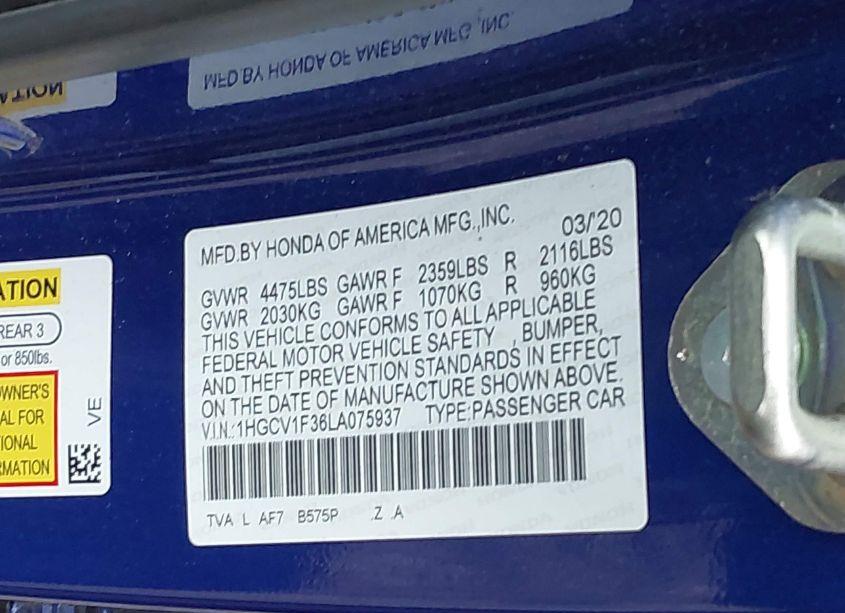 MFD.BY HONDA OF AMERICA MFG.,INC.
ATION
MFD.BY HONDA OF AMERICA MFG.,INC. 03/'20
GVWR 4475LBS GAWR F 2359LBS R 2116LBS
GVWR 2030KG GAWR F 1070KG R 960KG
THIS VEHICLE CONFORMS TO ALL APPLICABLE
FEDERAL MOTOR VEHICLE SAFETY , BUMPER,
AND THEFT PREVENTION STANDARDS IN EFFECT
ON THE DATE OF MANUFACTURE SHOWN ABOVE.
V.I.N.:1HGCV1F36LA075937 TYPE:PASSENGER CAR
TVA L AF7 B575P .Z .A
ATION
REAR 3
or 850lbs.
OWNER'S
AL FOR
TIONAL
RMATION
VE